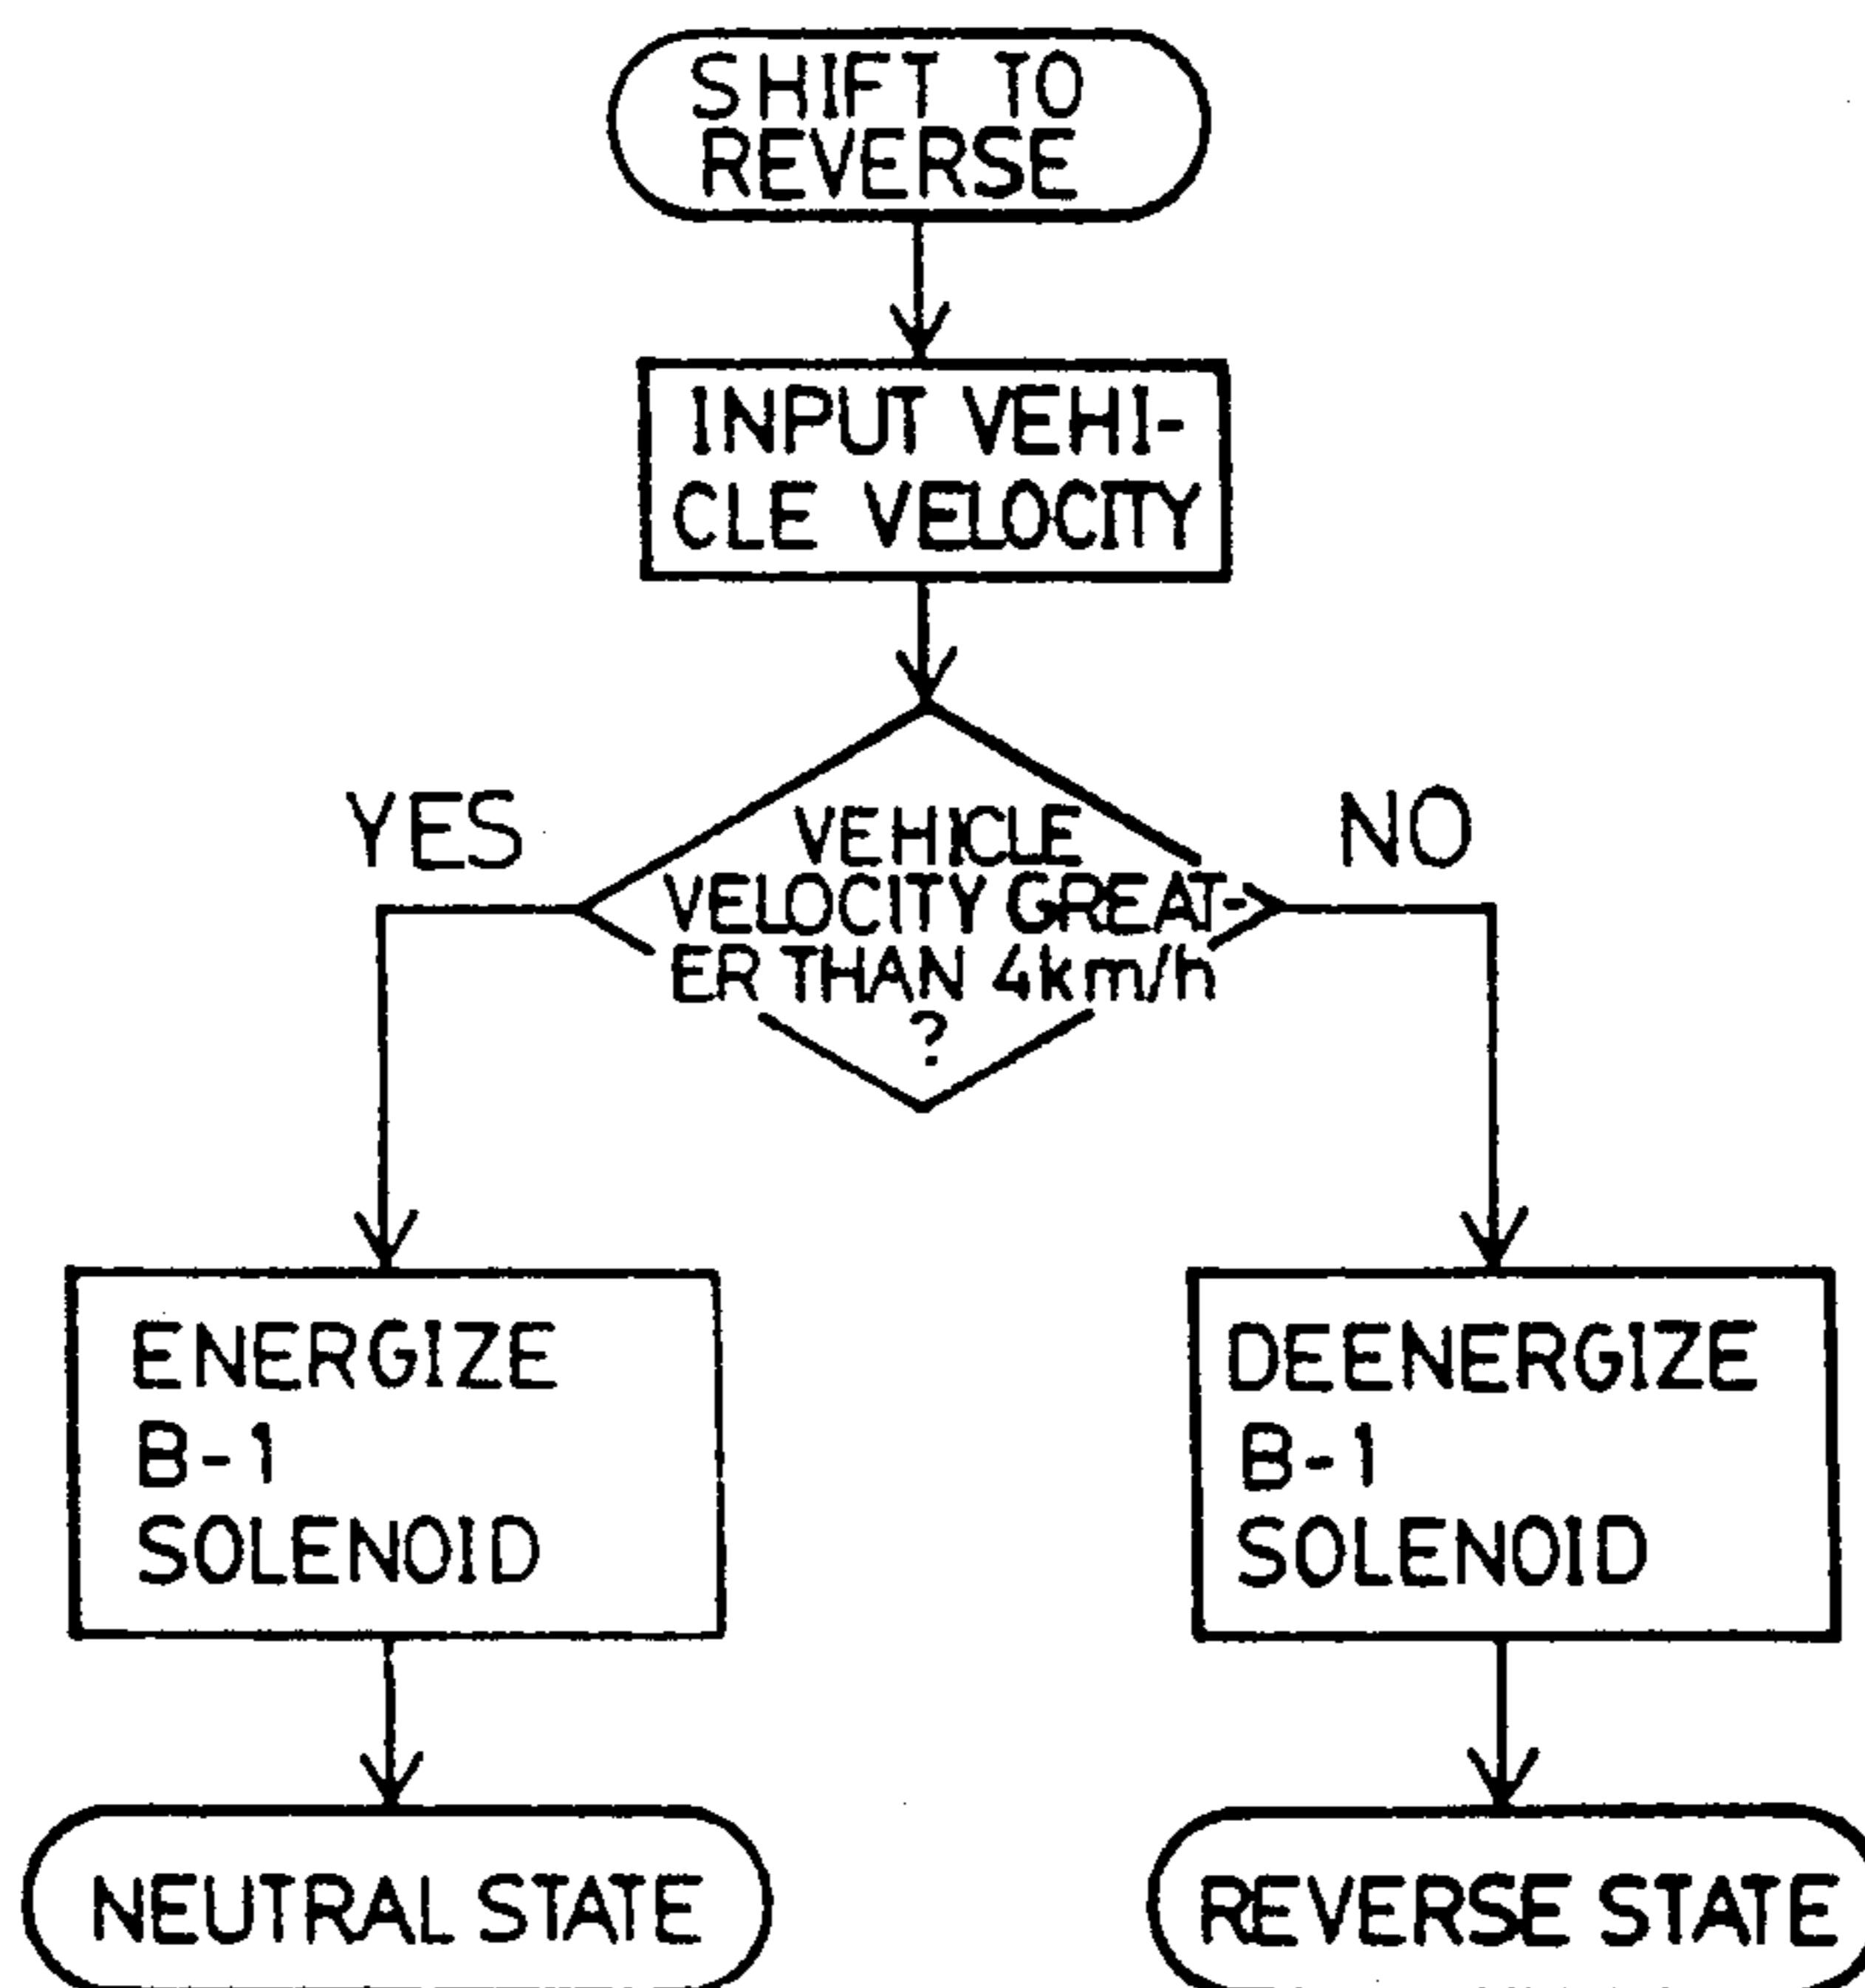 SHIFT TO
REVERSE
INPUT VEHI-
CLE VELOCITY
YES
NO
VEHICLE
VELOCITY GREAT-
ER THAN 4km/h
?
ENERGIZE
B-1
SOLENOID
DEENERGIZE
B-1
SOLENOID
NEUTRAL STATE
REVERSE STATE